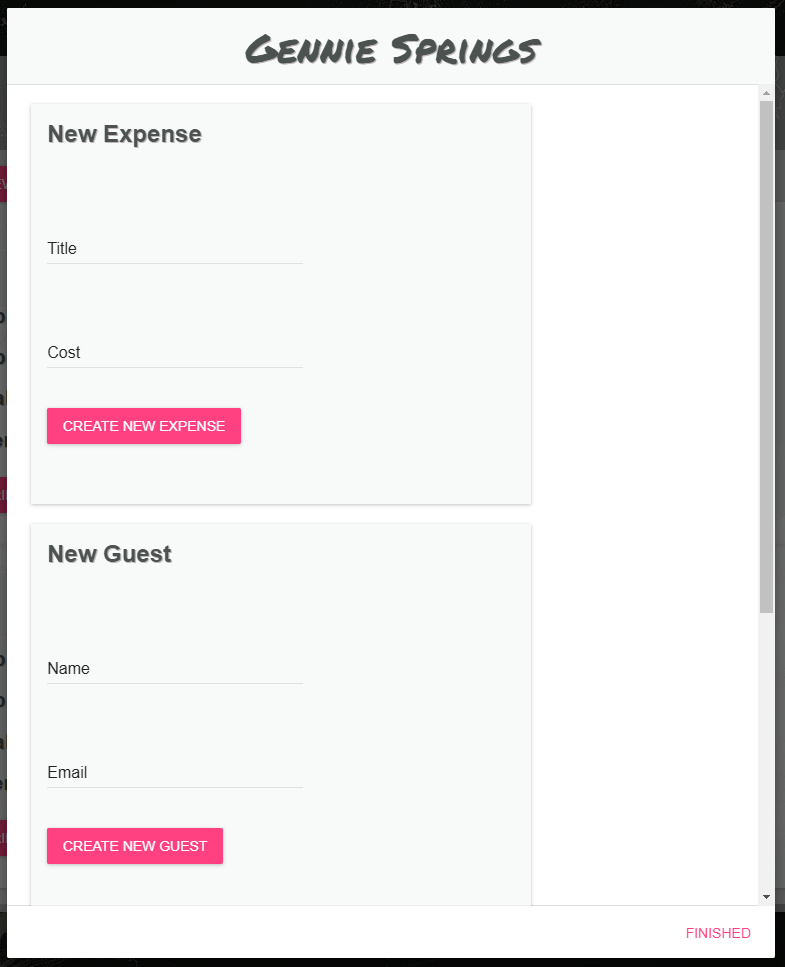 Gennie Springs
New Expense
Title
Cost
CREATE NEW EXPENSE
New Guest
Name
Email
CREATE NEW GUEST
FINISHED